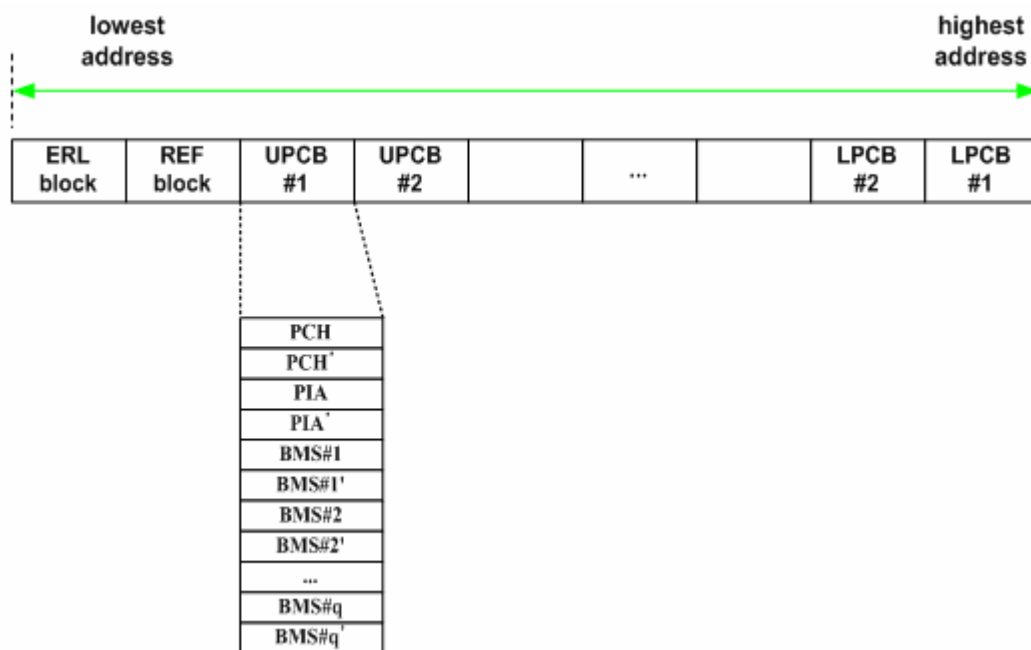 lowest address
highest address
ERL block
REF block
UPCB #1
UPCB #2
...
LPCB #2
LPCB #1
PCH
PCH'
PIA
PIA'
BMS#1
BMS#1'
BMS#2
BMS#2'
...
BMS#q
BMS#q'